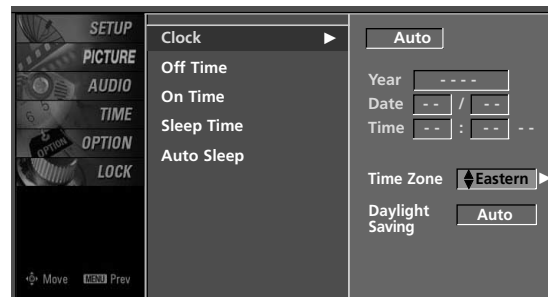 SETUP
PICTURE
AUDIO
TIME
OPTION
LOCK
Move MENU Prev
Clock
Off Time
On Time
Sleep Time
Auto Sleep
Auto
Year - - - -
Date - - / - -
Time - - : - - - -
Time Zone Eastern
Daylight
Saving
Auto